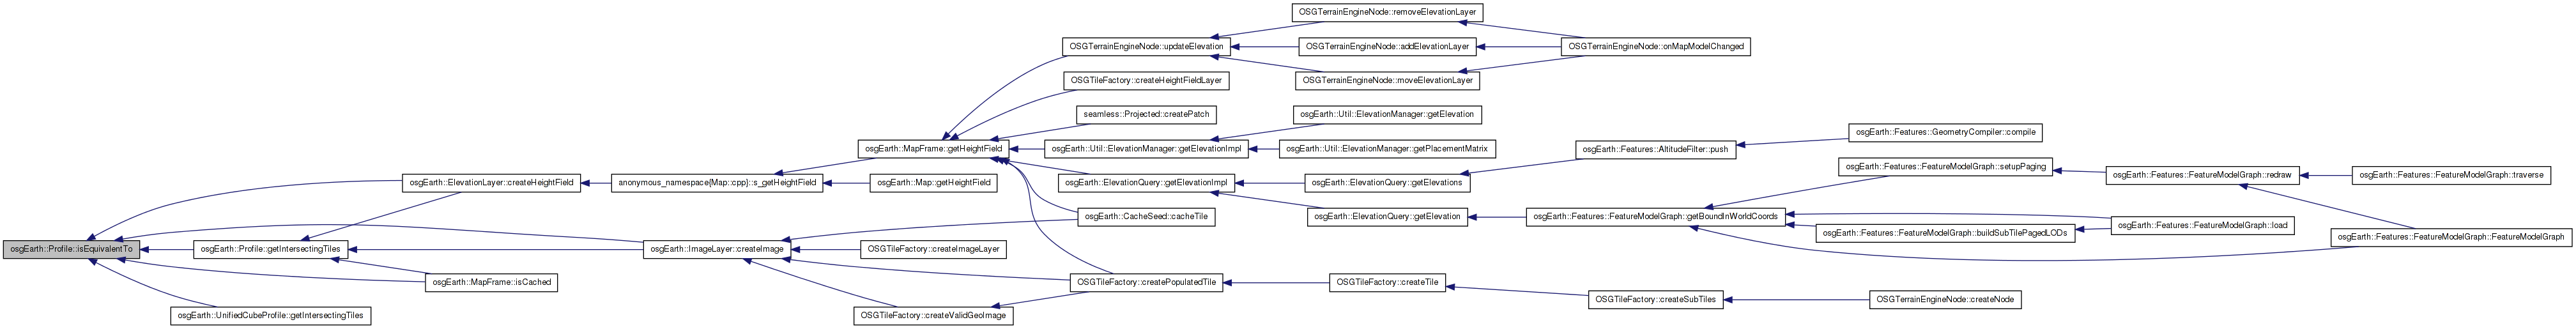 OSGTerrainEngineNode::removeElevationLayer
OSGTerrainEngineNode::updateElevation
OSGTerrainEngineNode::addElevationLayer
OSGTerrainEngineNode::onMapModelChanged
OSGTileFactory::createHeightFieldLayer
OSGTerrainEngineNode::moveElevationLayer
seamless::Projected::createPatch
osgEarth::Util::ElevationManager::getElevation
osgEarth::Features::GeometryCompiler::compile
osgEarth::MapFrame::getHeightField
osgEarth::Util::ElevationManager::getElevationImpl
osgEarth::Util::ElevationManager::getPlacementMatrix
osgEarth::Features::AltitudeFilter::push
osgEarth::Features::FeatureModelGraph::setupPaging
osgEarth::Features::FeatureModelGraph::redraw
osgEarth::Features::FeatureModelGraph::traverse
osgEarth::ElevationLayer::createHeightField
anonymous_namespace{Map.cpp}::s_getHeightField
osgEarth::Map::getHeightField
osgEarth::ElevationQuery::getElevationImpl
osgEarth::ElevationQuery::getElevations
osgEarth::CacheSeed::cacheTile
osgEarth::ElevationQuery::getElevation
osgEarth::Features::FeatureModelGraph::getBoundInWorldCoords
osgEarth::Features::FeatureModelGraph::load
osgEarth::Features::FeatureModelGraph::buildSubTilePagedLODs
osgEarth::Features::FeatureModelGraph::FeatureModelGraph
osgEarth::Profile::isEquivalentTo
osgEarth::Profile::getIntersectingTiles
osgEarth::ImageLayer::createImage
OSGTileFactory::createImageLayer
osgEarth::MapFrame::isCached
OSGTileFactory::createPopulatedTile
OSGTileFactory::createTile
OSGTileFactory::createSubTiles
OSGTerrainEngineNode::createNode
osgEarth::UnifiedCubeProfile::getIntersectingTiles
OSGTileFactory::createValidGeoImage